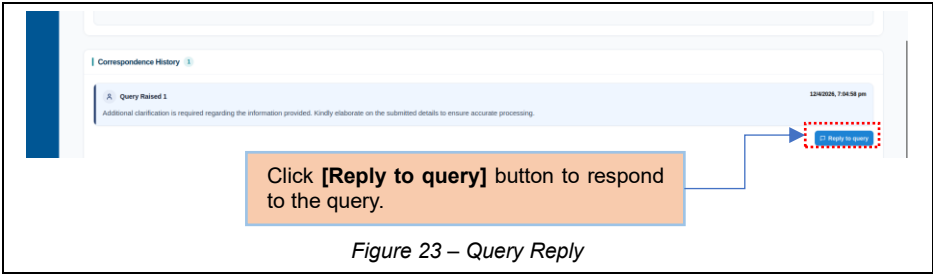 Correspondence History 1
Query Raised 1
12/4/2026, 7:04:58 pm
Additional clarification is required regarding the information provided. Kindly elaborate on the submitted details to ensure accurate processing.
Reply to query
Click [Reply to query] button to respond
to the query.
Figure 23 – Query Reply